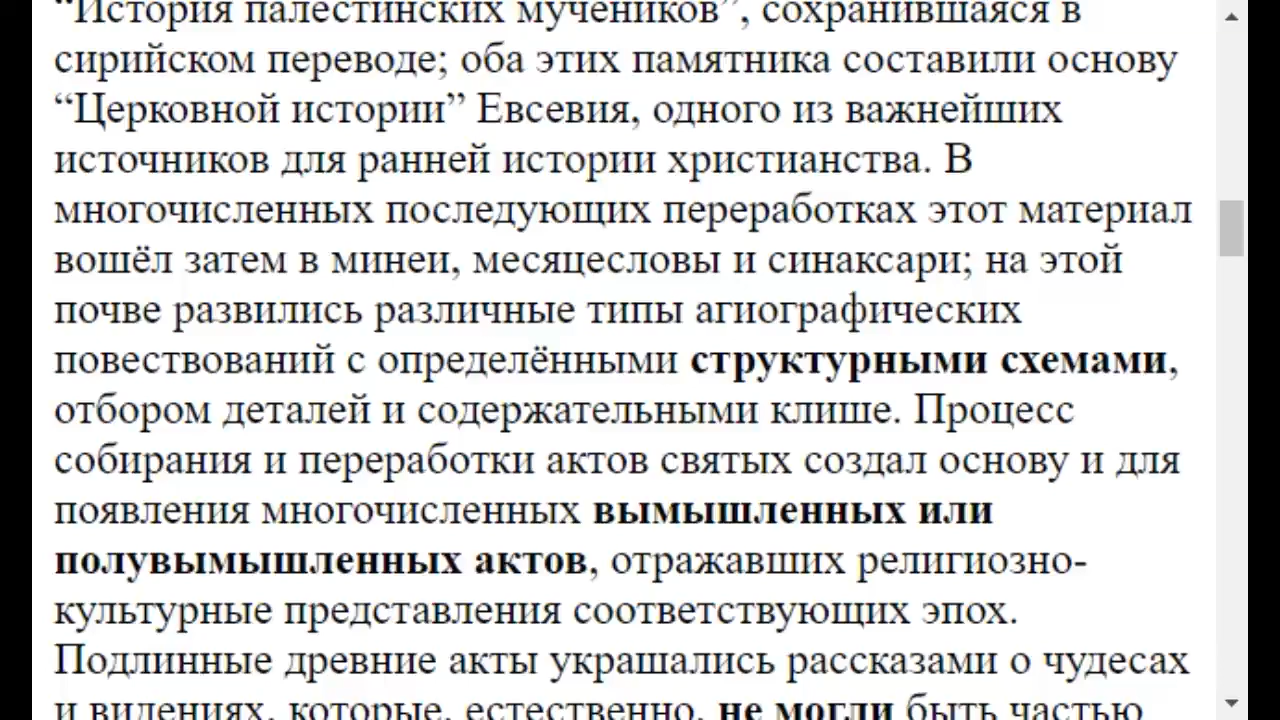 “История палестинских мучеников”, сохранившаяся в
сирийском переводе; оба этих памятника составили основу
“Церковной истории” Евсевия, одного из важнейших
источников для ранней истории христианства. В
многочисленных последующих переработках этот материал
вошёл затем в минеи, месяцесловы и синаксари; на этой
почве развились различные типы агиографических
повествований с определёнными структурными схемами,
отбором деталей и содержательными клише. Процесс
собирания и переработки актов святых создал основу и для
появления многочисленных вымышленных или
полувымышленных актов, отражавших религиозно-
культурные представления соответствующих эпох.
Подлинные древние акты украшались рассказами о чудесах
и видениях, которые, естественно, не могли быть частью